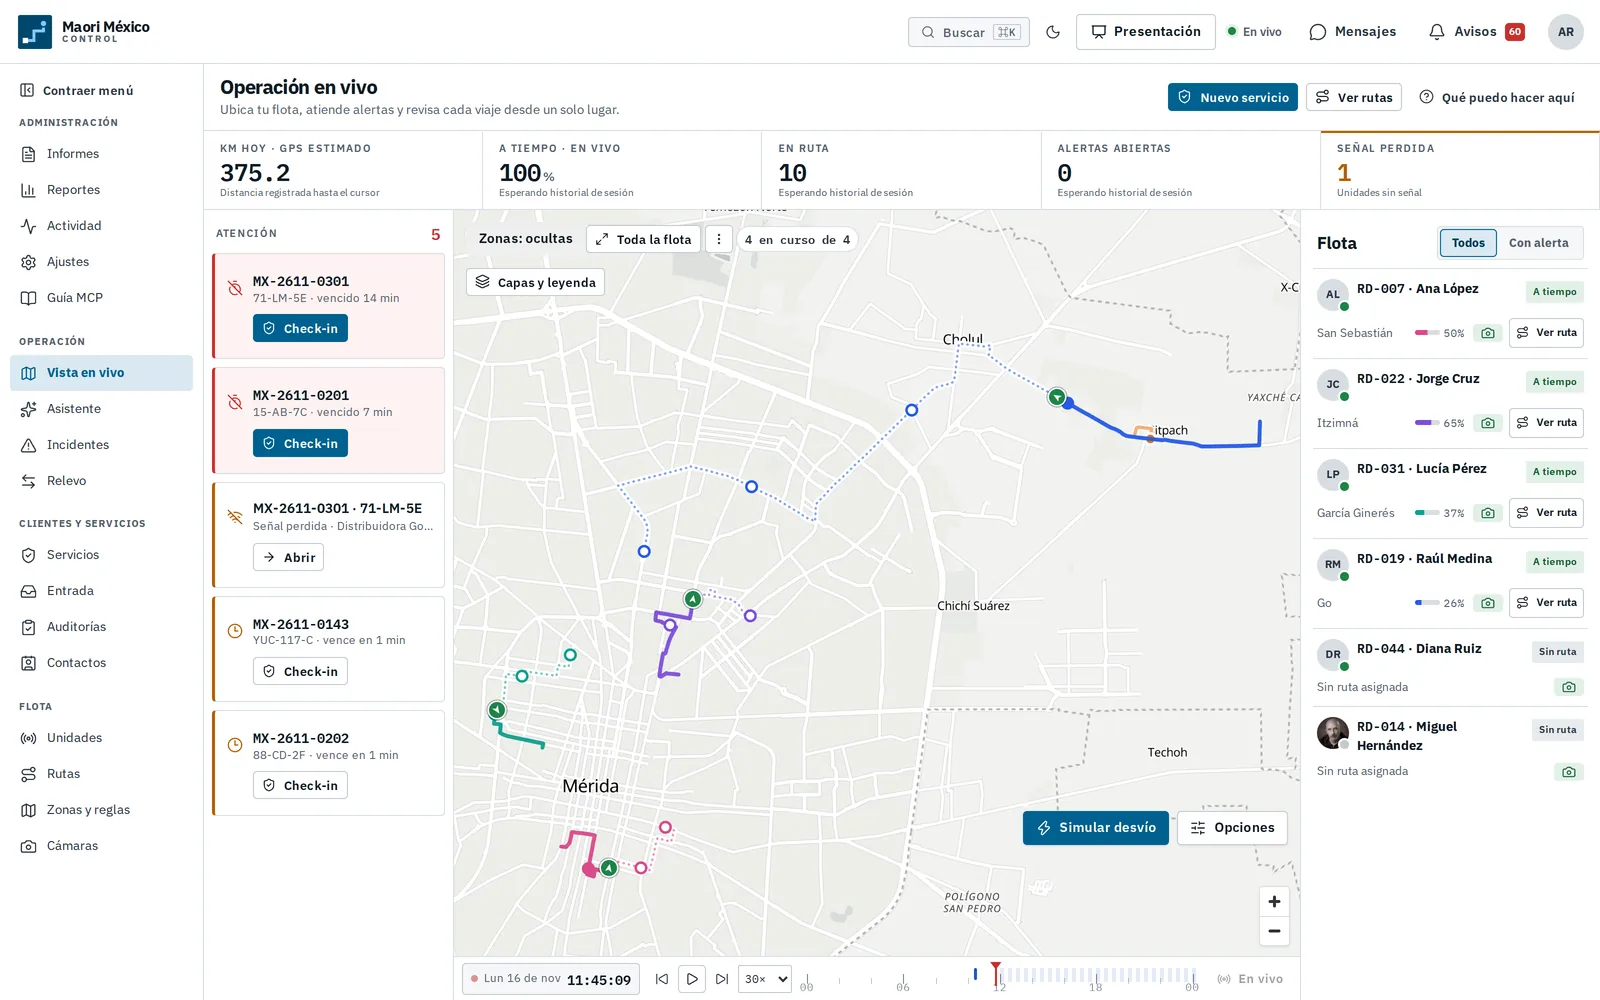 Maori México
CONTROL
Buscar ⌘K
Presentación
En vivo
Mensajes
Avisos 60
AR
Contraer menú
ADMINISTRACIÓN
Informes
Reportes
Actividad
Ajustes
Guía MCP
OPERACIÓN
Vista en vivo
Asistente
Incidentes
Relevo
CLIENTES Y SERVICIOS
Servicios
Entrada
Auditorías
Contactos
FLOTA
Unidades
Rutas
Zonas y reglas
Cámaras
Operación en vivo
Ubica tu flota, atiende alertas y revisa cada viaje desde un solo lugar.
Nuevo servicio
Ver rutas
Qué puedo hacer aquí
KM HOY · GPS ESTIMADO
375.2
Distancia registrada hasta el cursor
A TIEMPO · EN VIVO
100%
Esperando historial de sesión
EN RUTA
10
Esperando historial de sesión
ALERTAS ABIERTAS
0
Esperando historial de sesión
SEÑAL PERDIDA
1
Unidades sin señal
ATENCIÓN 5
MX-2611-0301
71-LM-5E · vencido 14 min
Check-in
MX-2611-0201
15-AB-7C · vencido 7 min
Check-in
MX-2611-0301 · 71-LM-5E
Señal perdida · Distribuidora Go…
Abrir
MX-2611-0143
YUC-117-C · vence en 1 min
Check-in
MX-2611-0202
88-CD-2F · vence en 1 min
Check-in
Zonas: ocultas
Toda la flota
4 en curso de 4
Capas y leyenda
X-C
Cholul
YAXCHÉ CA
itpach
Chichí Suárez
Techoh
Mérida
POLÍGONO
SAN PEDRO
Simular desvío
Opciones
+
−
Lun 16 de nov 11:45:09
30×
00 06 12 18 00
En vivo
Flota
Todos
Con alerta
AL
RD-007 · Ana López
A tiempo
San Sebastián
50%
Ver ruta
JC
RD-022 · Jorge Cruz
A tiempo
Itzimná
65%
Ver ruta
LP
RD-031 · Lucía Pérez
A tiempo
García Ginerés
37%
Ver ruta
RM
RD-019 · Raúl Medina
A tiempo
Go
26%
Ver ruta
DR
RD-044 · Diana Ruiz
Sin ruta
Sin ruta asignada
RD-014 · Miguel
Hernández
Sin ruta
Sin ruta asignada